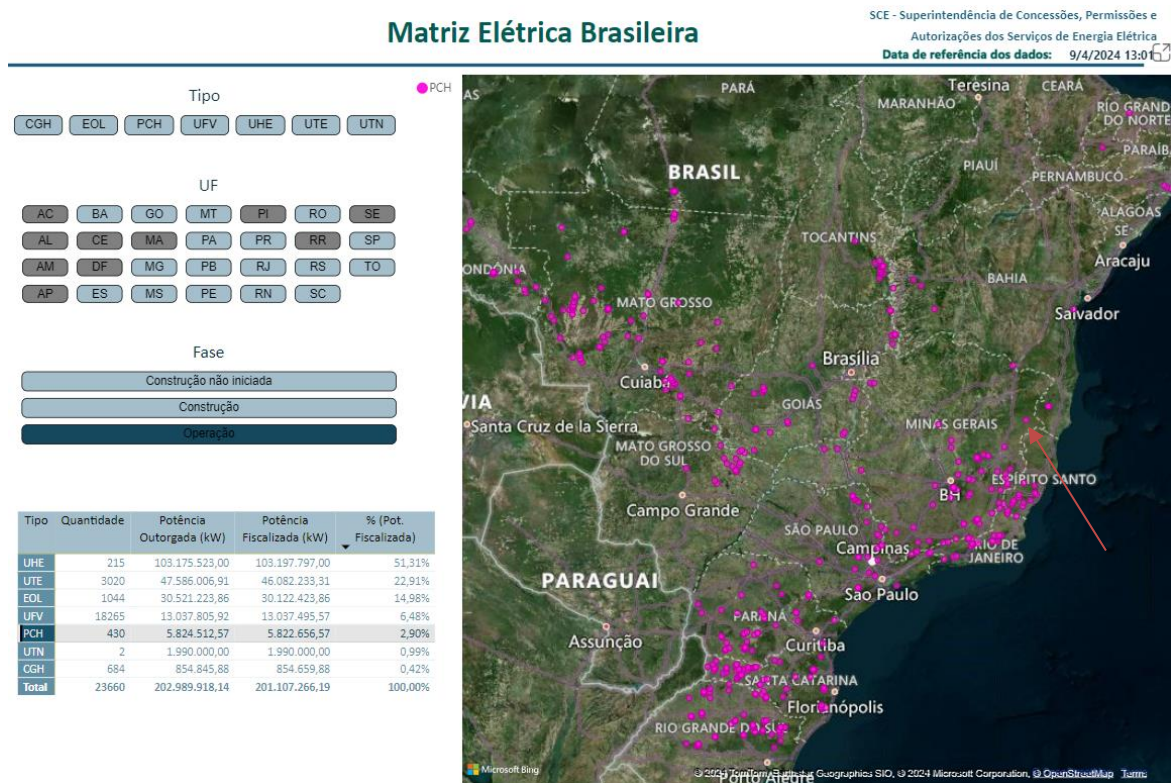 Matriz Elétrica Brasileira
SCE - Superintendência de Concessões, Permissões e
Autorizações dos Serviços de Energia Elétrica
Data de referência dos dados: 9/4/2024 13:01
Tipo
CGH EOL PCH UFV UHE UTE UTN
UF
AC BA GO MT PI RO SE
AL CE MA PA PR RR SP
AM DF MG PB RJ RS TO
AP ES MS PE RN SC
Fase
Construção não iniciada
Construção
Operação
Tipo Quantidade Potência Outorgada (kW) Potência Fiscalizada (kW) % (Pot. Fiscalizada)
UHE 215 103.175.523,00 103.197.797,00 51,31%
UTE 3020 47.586.006,91 46.082.233,31 22,91%
EOL 1044 30.521.223,86 30.122.423,86 14,98%
UFV 18265 13.037.805,92 13.037.495,57 6,48%
PCH 430 5.824.512,57 5.822.656,57 2,90%
UTN 2 1.990.000,00 1.990.000,00 0,99%
CGH 684 854.845,88 854.659,88 0,42%
Total 23660 202.989.918,14 201.107.266,19 100,00%
PCH
AS
PARÁ
Teresina
CEARÁ
MARANHÃO
RIO GRAND
DO NORTE
PARAÍB
PIAUÍ
BRASIL
PERNAMBUCO
ALAGOAS
SE
TOCANTINS
Aracaju
ONDÔNIA
BAHIA
MATO GROSSO
Salvador
Brasília
Cuiabá
GOIÁS
VIA
Santa Cruz de la Sierra
MINAS GERAIS
MATO GROSSO
DO SUL
ESPÍRITO SANTO
BH
Campo Grande
SÃO PAULO
Campinas
RIO DE
JANEIRO
PARAGUAI
São Paulo
PARANÁ
Assunção
Curitiba
SANTA CATARINA
Florianópolis
RIO GRANDE DO SUL
Porto Alegre
Microsoft Bing
© 2024 TomTom, Earthstar Geographics SIO, © 2024 Microsoft Corporation, © OpenStreetMap Terms